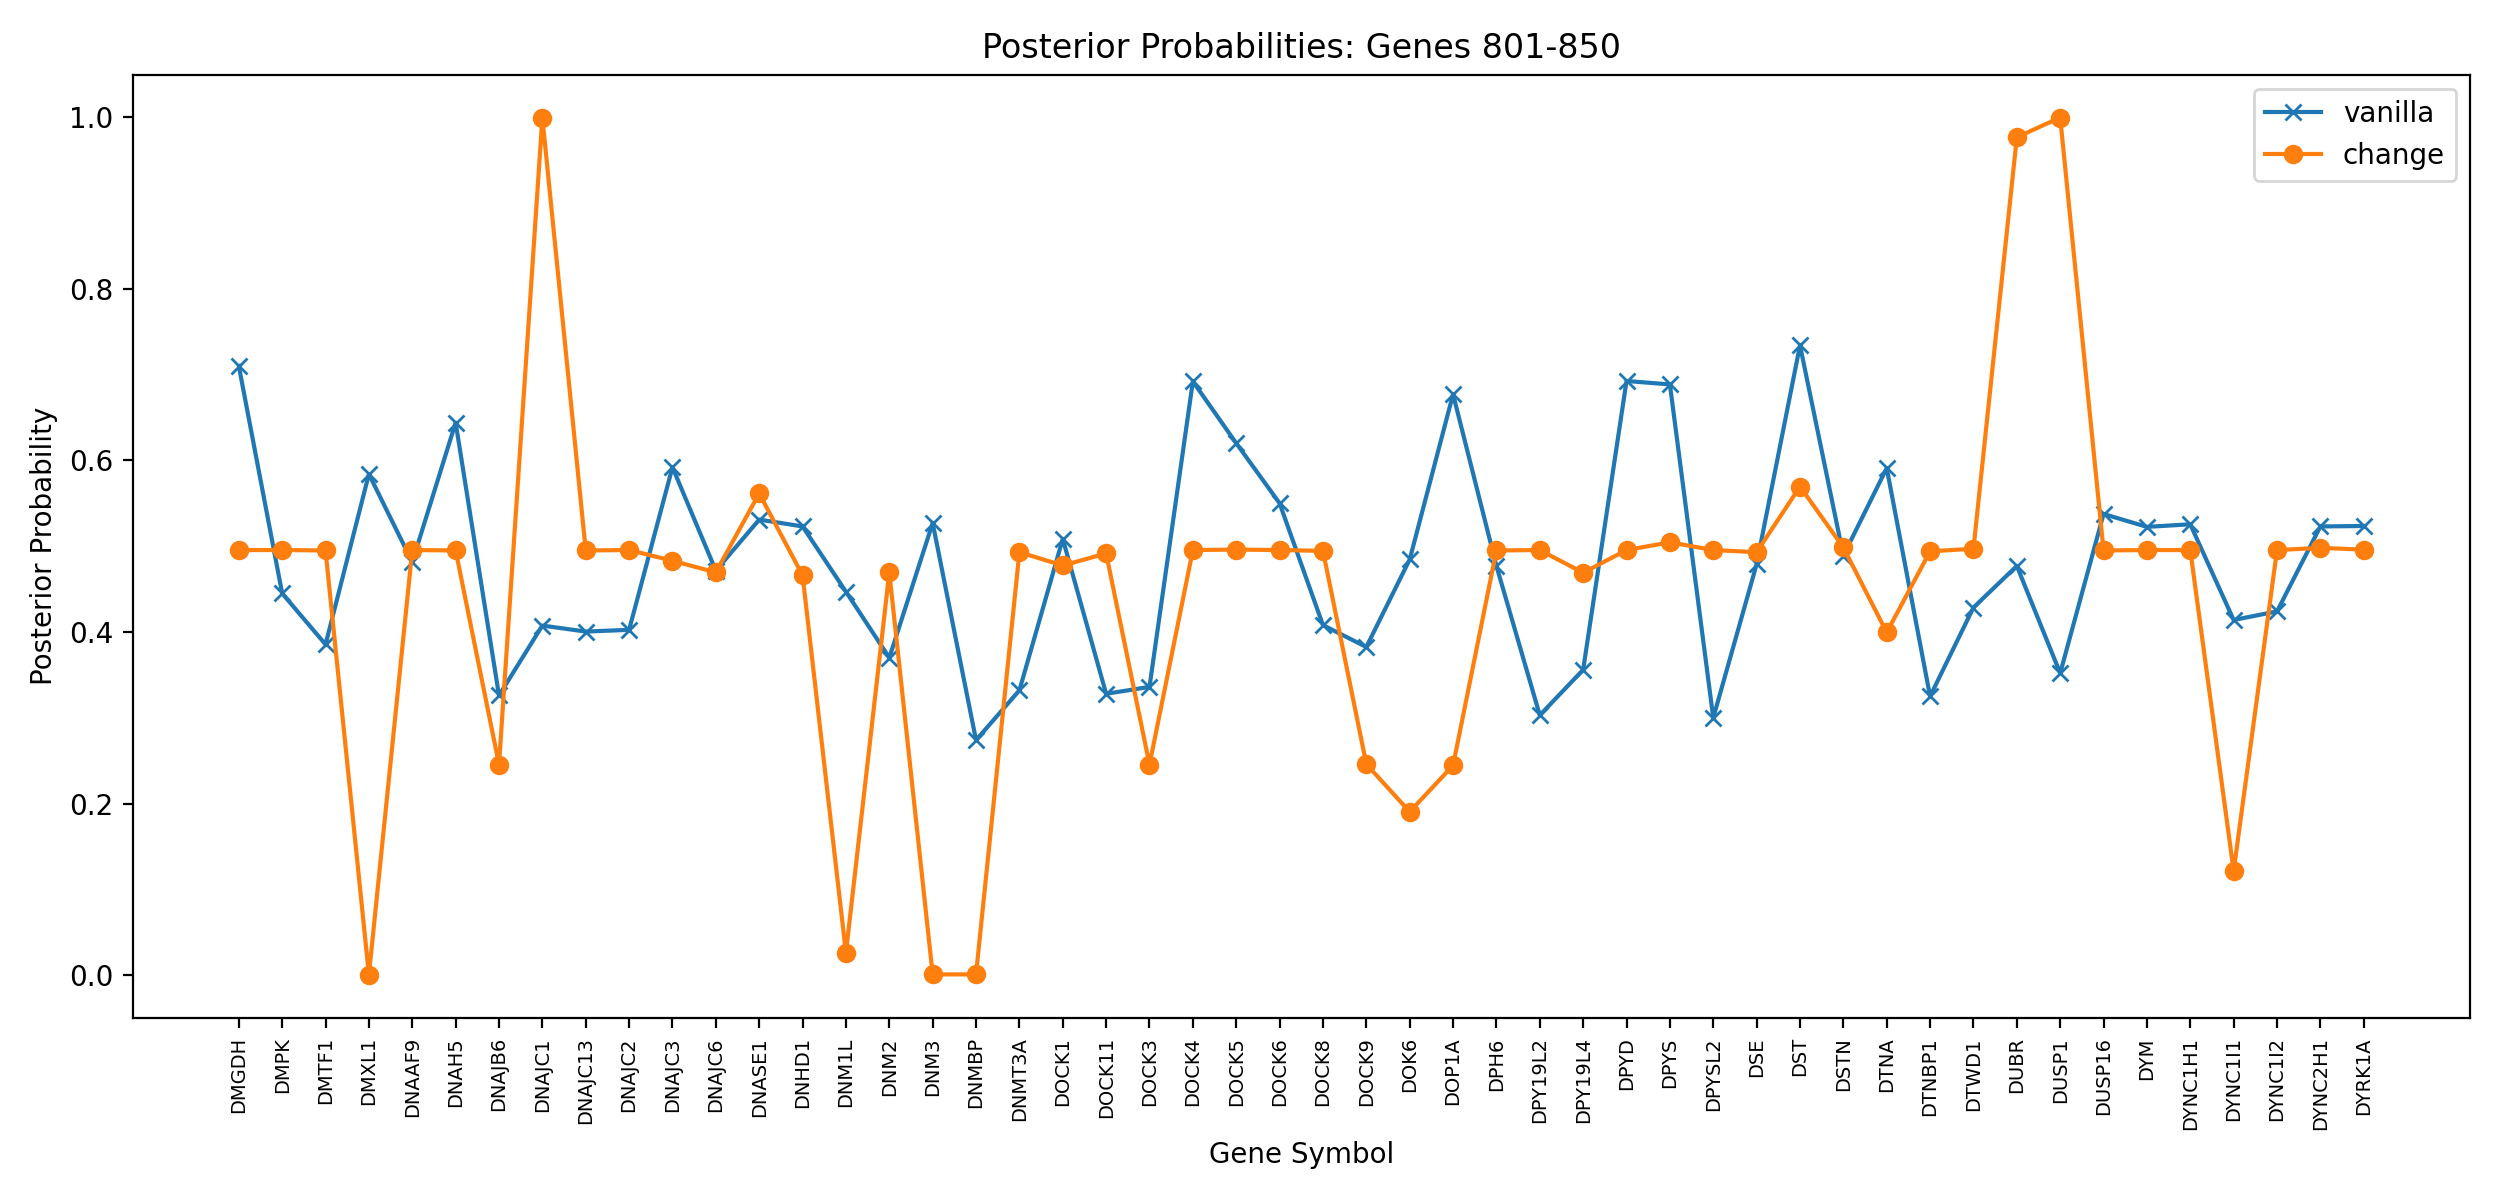 Posterior Probabilities: Genes 801-850
vanilla
change
Posterior Probability
1.0
0.8
0.6
0.4
0.2
0.0
DMGDH
DMPK
DMTF1
DMXL1
DNAAF9
DNAH5
DNAJB6
DNAJC1
DNAJC13
DNAJC2
DNAJC3
DNAJC6
DNASE1
DNHD1
DNM1L
DNM2
DNM3
DNMBP
DNMT3A
DOCK1
DOCK11
DOCK3
DOCK4
DOCK5
DOCK6
DOCK8
DOCK9
DOK6
DOP1A
DPH6
DPY19L2
DPY19L4
DPYD
DPYS
DPYSL2
DSE
DST
DSTN
DTNA
DTNBP1
DTWD1
DUBR
DUSP1
DUSP16
DYM
DYNC1H1
DYNC1I1
DYNC1I2
DYNC2H1
DYRK1A
Gene Symbol